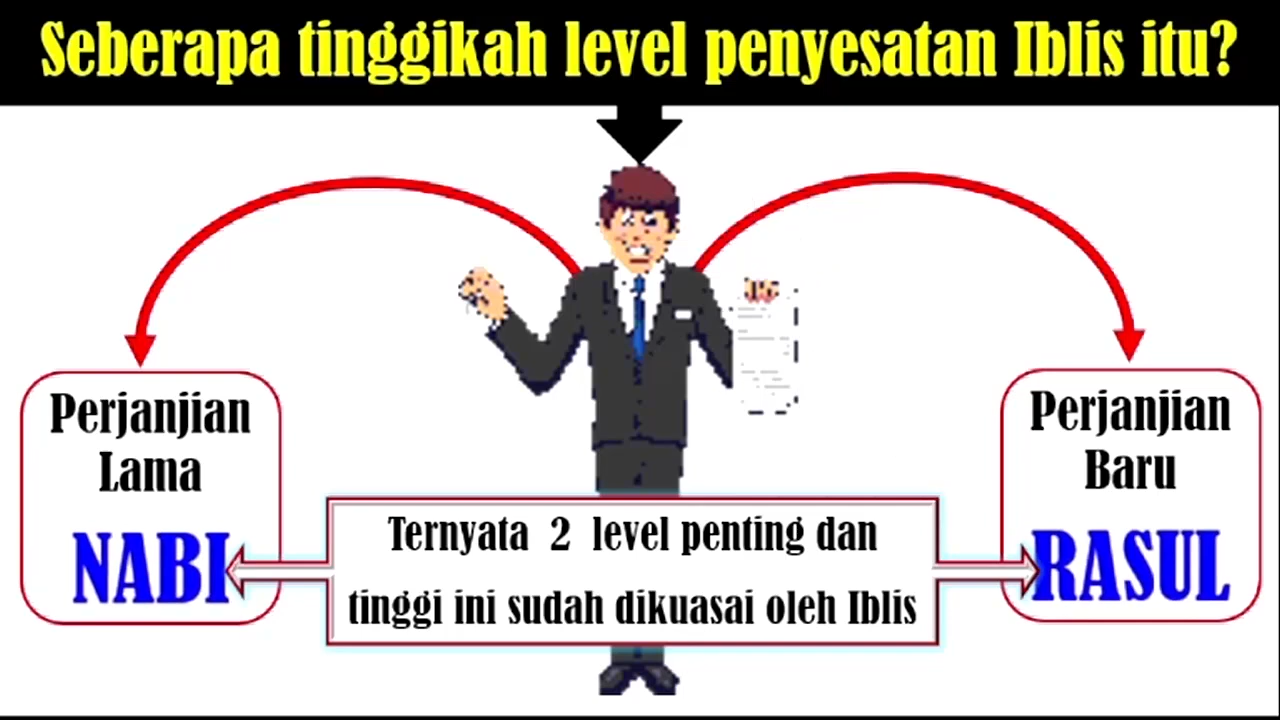 Seberapa tinggikah level penyesatan Iblis itu?
Perjanjian
Lama
NABI
Perjanjian
Baru
RASUL
Ternyata 2 level penting dan
tinggi ini sudah dikuasai oleh Iblis